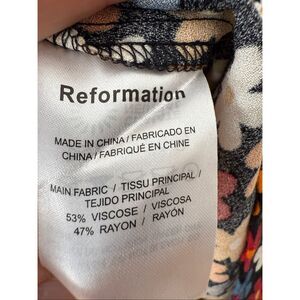 Reformation
MADE IN CHINA / FABRICADO EN
CHINA / FABRIQUÉ EN CHINE
MAIN FABRIC / TISSU PRINCIPAL /
TEJIDO PRINCIPAL
53% VISCOSE / VISCOSA
47% RAYON / RAYÓN